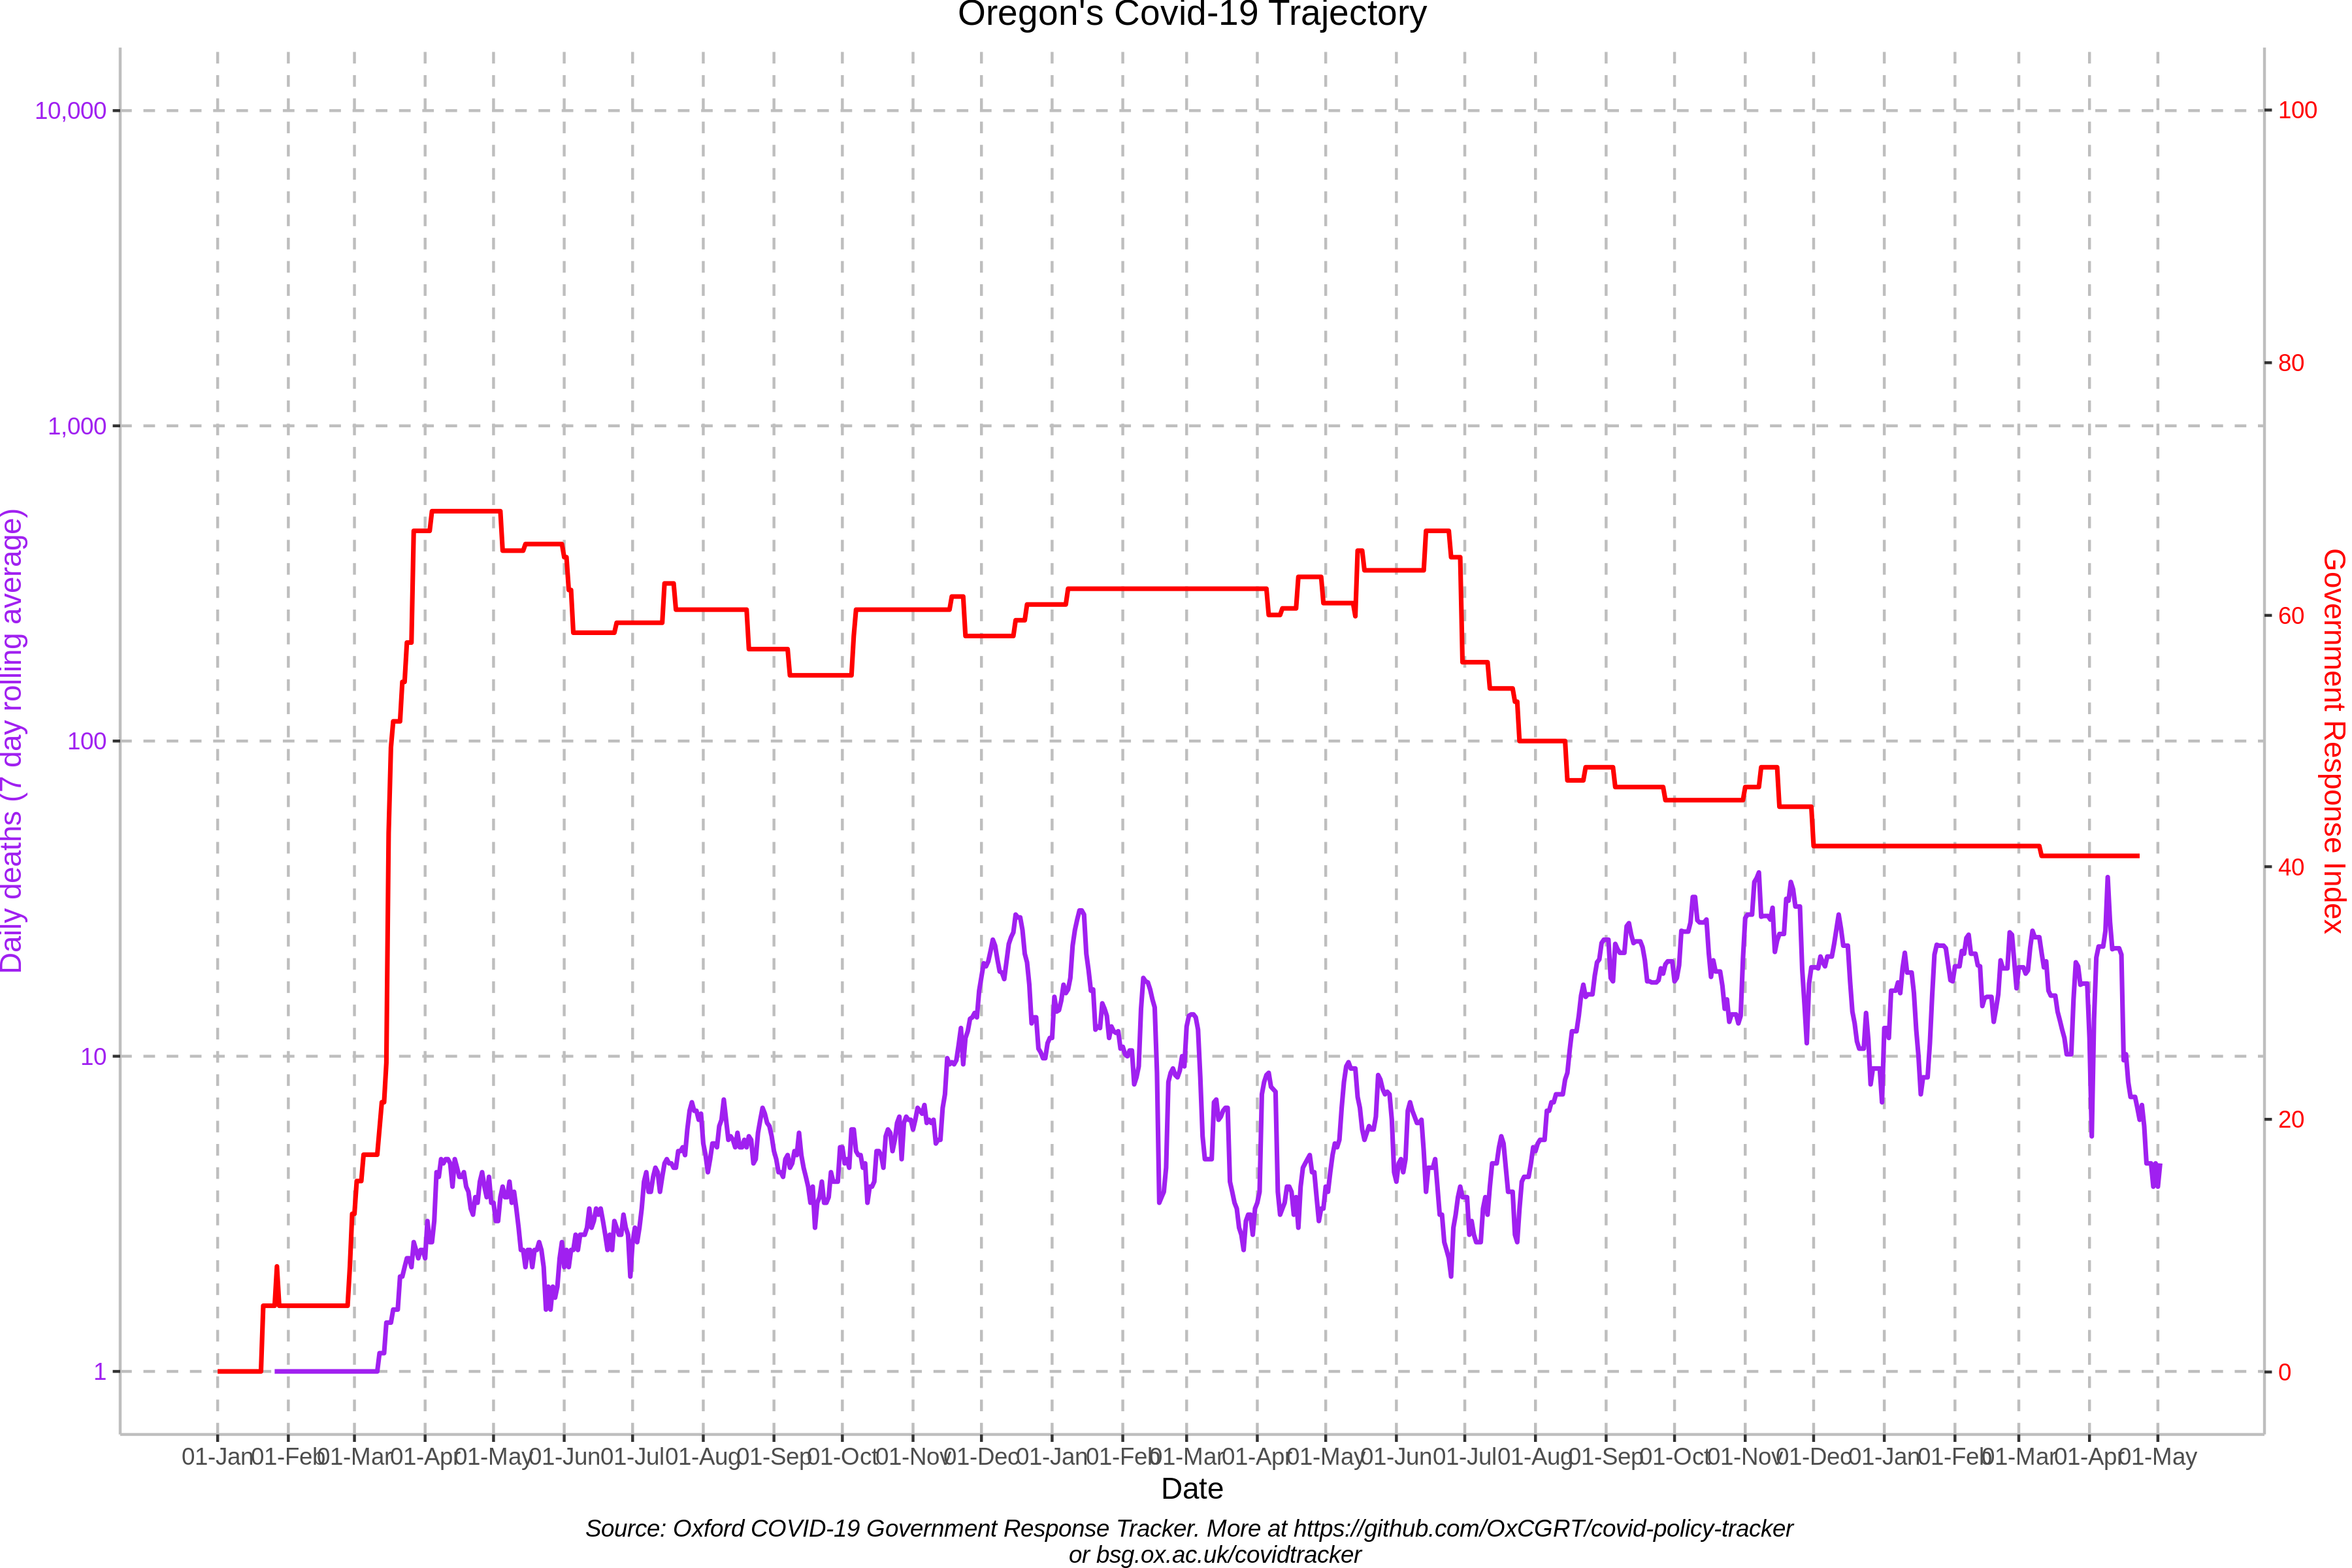 Oregon's Covid-19 Trajectory
10,000
1,000
100
10
1
Daily deaths (7 day rolling average)
100
80
60
40
20
0
Government Response Index
01-Jan 01-Feb 01-Mar 01-Apr 01-May 01-Jun 01-Jul 01-Aug 01-Sep 01-Oct 01-Nov 01-Dec 01-Jan 01-Feb 01-Mar 01-Apr 01-May 01-Jun 01-Jul 01-Aug 01-Sep 01-Oct 01-Nov 01-Dec 01-Jan 01-Feb 01-Mar 01-Apr 01-May
Date
Source: Oxford COVID-19 Government Response Tracker. More at https://github.com/OxCGRT/covid-policy-tracker
or bsg.ox.ac.uk/covidtracker